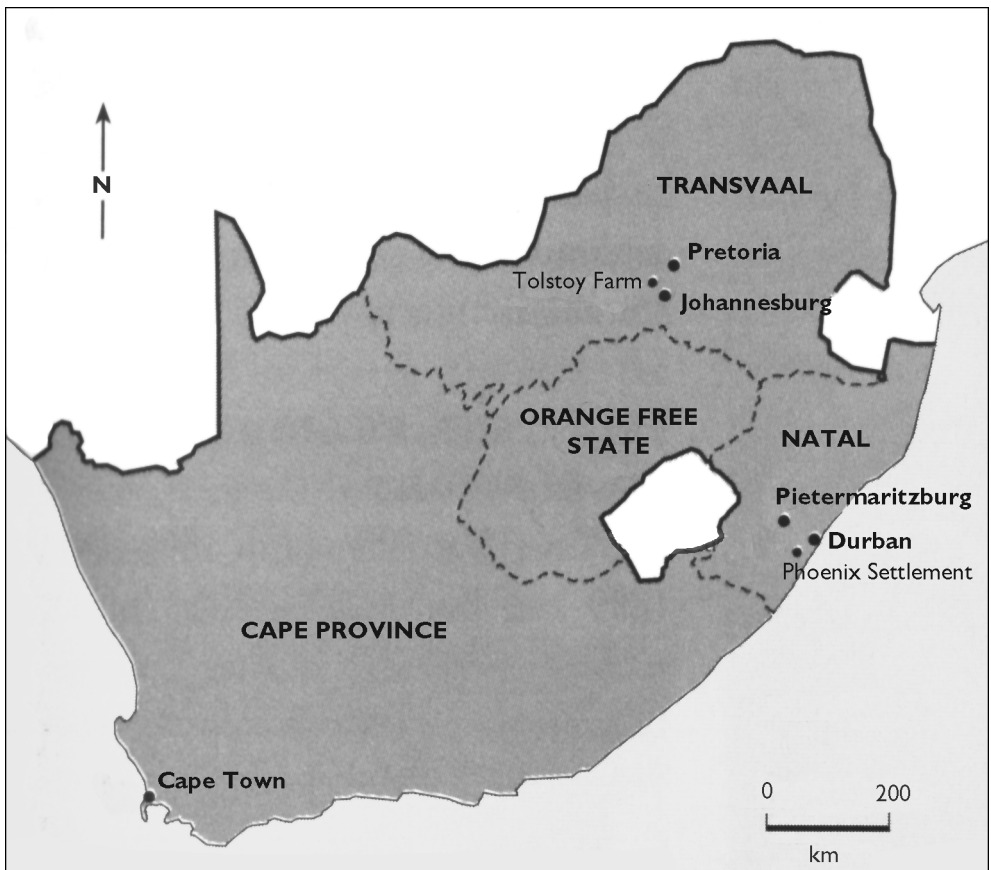 N
TRANSVAAL
Pretoria
Tolstoy Farm
Johannesburg
ORANGE FREE
STATE
NATAL
Pietermaritzburg
Durban
Phoenix Settlement
CAPE PROVINCE
Cape Town
0 200
km